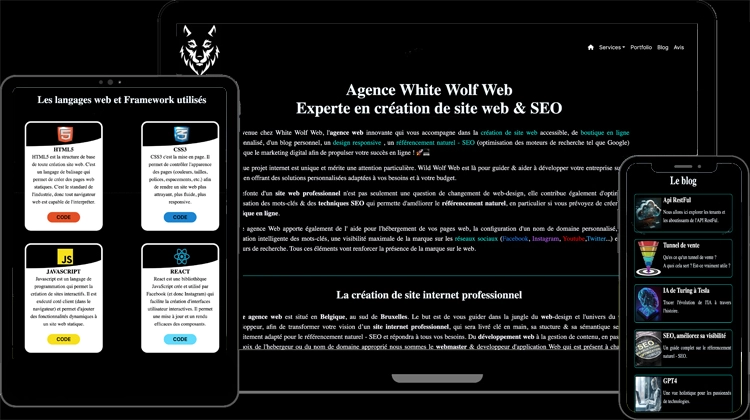 Services
Portfolio
Blog
Avis
Agence White Wolf Web
Experte en création de site web & SEO
venue chez White Wolf Web, l'agence web innovante qui vous accompagne dans la création de site web accessible, de boutique en ligne
onnalisé, d'un blog personnel, un design responsive , un référencement naturel - SEO (optimisation des moteurs de recherche tel que Google)
que le marketing digital afin de propulser votre succès en ligne !
que projet internet est unique et mérite une attention particulière. Wild Wolf Web est là pour guider & aider à développer votre entreprise su
en offrant des solutions personnalisées adaptées à vos besoins et à votre budget.
efonte d'un site web professionnel n'est pas seulement une question de changement de web-design, elle contribue également d'opti
des mots-clés & des techniques SEO qui permette d'améliorer le référencement naturel, en particulier si vous prévoyez de créer
que en ligne.
e agence Web apporte également de l' aide pour l'hébergement de vos pages web, la configuration d'un nom de domaine personnalisé,
ration intelligente des mots-clés, une visibilité maximale de la marque sur les réseaux sociaux (Facebook, Instagram, Youtube,Twitter...) e
urs de recherche. Tous ces éléments vont renforcer la présence de la marque sur le web.
La création de site internet professionnel
e agence web est situé en Belgique, au sud de Bruxelles. Le but est de vous guider dans la jungle du web-design et l'univers du
loppeur, afin de transformer votre vision d'un site internet professionnel, qui sera livré clé en main, sa stucture & sa sémantique se
itement adapté pour le référencement naturel - SEO et répondra à tous vos besoins. Du développement web à la gestion de contenu, en pas
oix de l'hebergeur ou du nom de domaine approprié nous sommes le webmaster & developpeur d'application Web qui est présent à cha
Les langages web et Framework utilisés
HTML5
HTML5 est la structure de base
de toute création site web. C'est
un langage de balisage qui
permet de créer des pages web
statiques. C'est le standard de
l'industrie, donc tout navigateur
web est capable de l'interpréter.
CODE
CSS3
CSS3 c'est la mise en page. Il
permet de contrôler l'apparence
des pages (couleurs, tailles,
polices, espacements, etc.) afin
de rendre un site web plus
attrayant, plus fluide, plus
responsive.
CODE
JS
JAVASCRIPT
Javascript est un langage de
programmation qui permet la
création de sites interactifs. Il est
exécuté coté client (dans le
navigateur) et permet d'ajouter
des fonctionnalités dynamiques à
un site web statique.
CODE
REACT
React est une bibliothèque
JavaScript crée et utilisé par
Facebook (et donc Instagram) qui
facilite la création d'interfaces
utilisateur interactives. Il permet
une mise à jour et un rendu
efficace des composants.
CODE
Le blog
Api RestFul
Nous allons ici explorer les tenants et
les aboutissants de l'API RestFul.
Tunnel de vente
Qu'es ce qu'un tunnel de vente ?
A quoi cela sert ? Est-ce vraiment utile ?
IA de Turing à Tesla
Tracer l'évolution de l'IA à travers
l'histoire.
SEO, améliorez sa visibilité
Un guide complet sur le référencement
naturel - SEO.
GPT4
Une vue holistique pour les passionnés
de technologies.